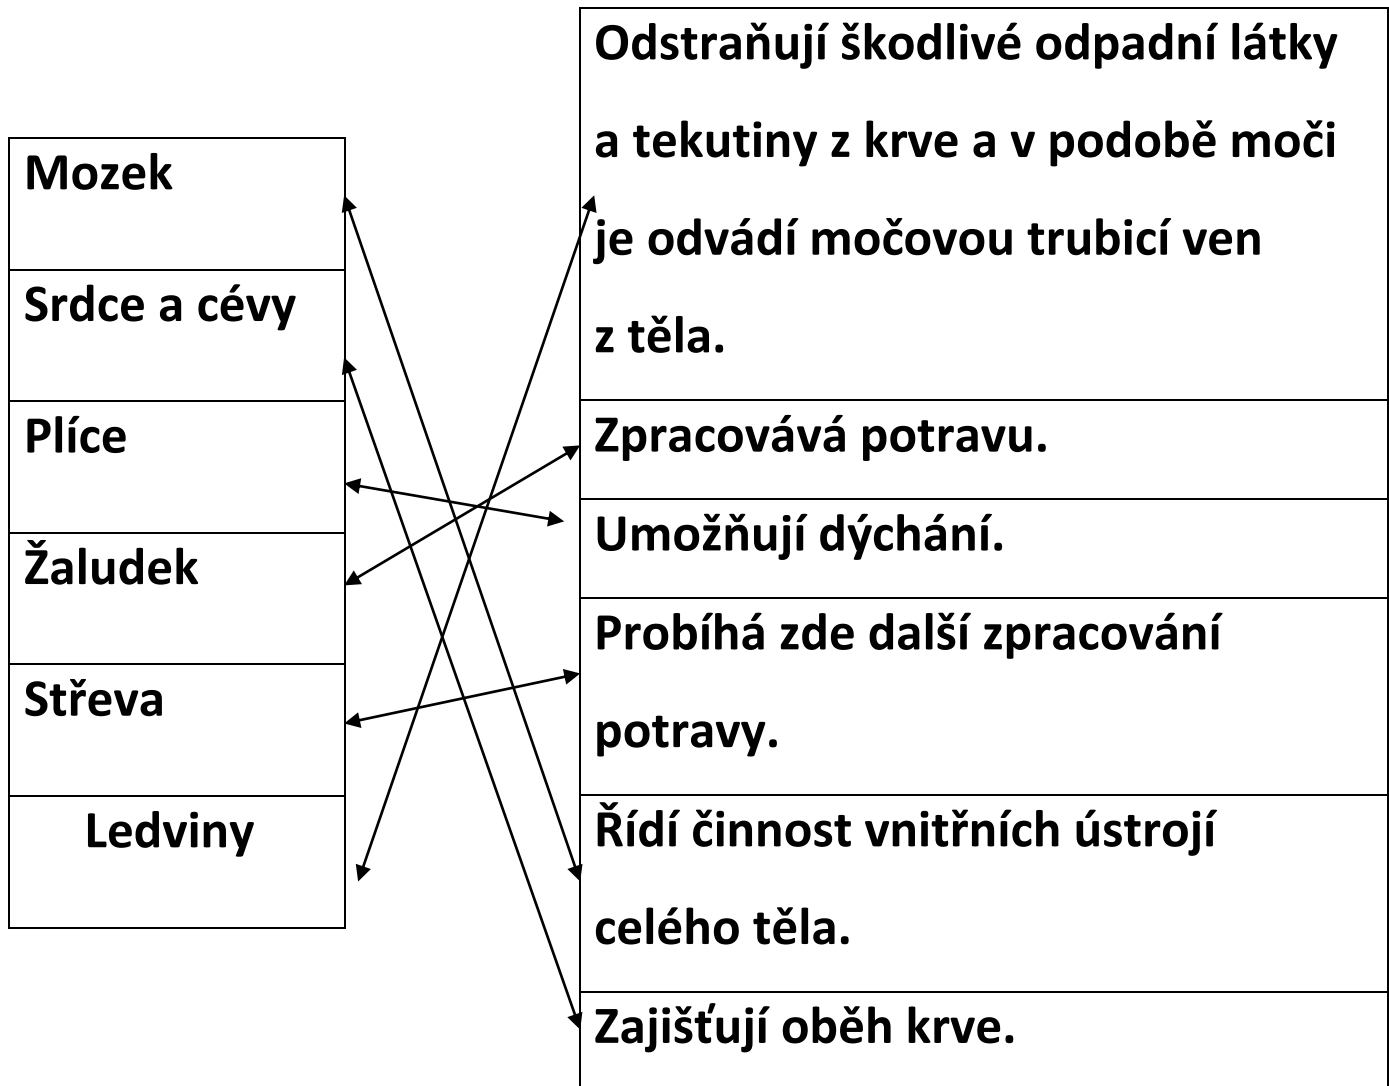 Mozek
Srdce a cévy
Plíce
Žaludek
Střeva
Ledviny
Odstraňují škodlivé odpadní látky
a tekutiny z krve a v podobě moči
je odvádí močovou trubicí ven
z těla.
Zpracovává potravu.
Umožňují dýchání.
Probíhá zde další zpracování
potravy.
Řídí činnost vnitřních ústrojí
celého těla.
Zajišťují oběh krve.